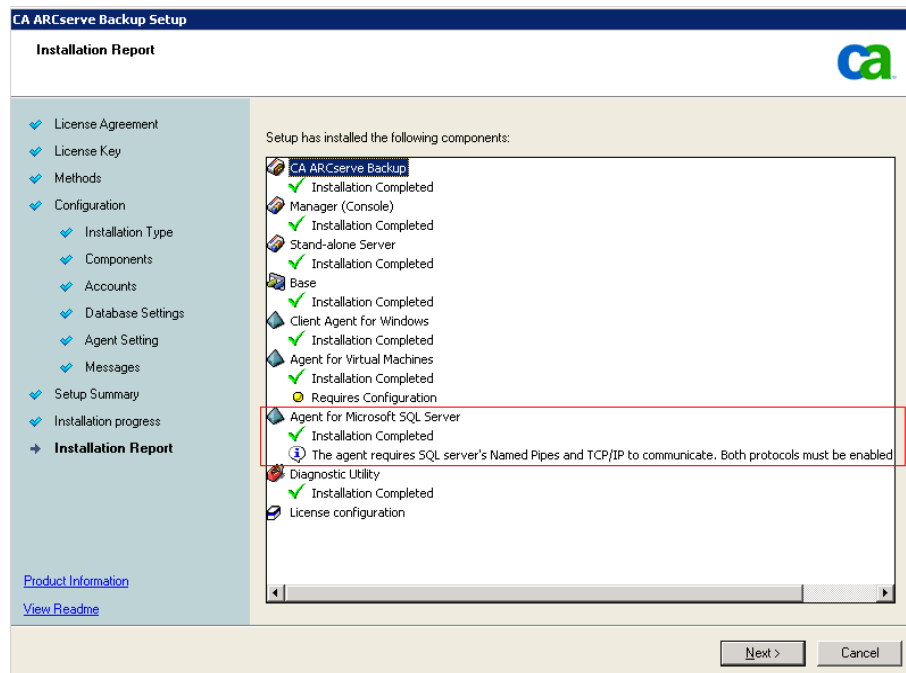 CA ARCserve Backup Setup
Installation Report
ca
License Agreement
License Key
Methods
Configuration
Installation Type
Components
Accounts
Database Settings
Agent Setting
Messages
Setup Summary
Installation progress
Installation Report
Product Information
View Readme
Setup has installed the following components:
CA ARCserve Backup
Installation Completed
Manager (Console)
Installation Completed
Stand-alone Server
Installation Completed
Base
Installation Completed
Client Agent for Windows
Installation Completed
Agent for Virtual Machines
Installation Completed
Requires Configuration
Agent for Microsoft SQL Server
Installation Completed
The agent requires SQL server's Named Pipes and TCP/IP to communicate. Both protocols must be enabled
Diagnostic Utility
Installation Completed
License configuration
Next >
Cancel